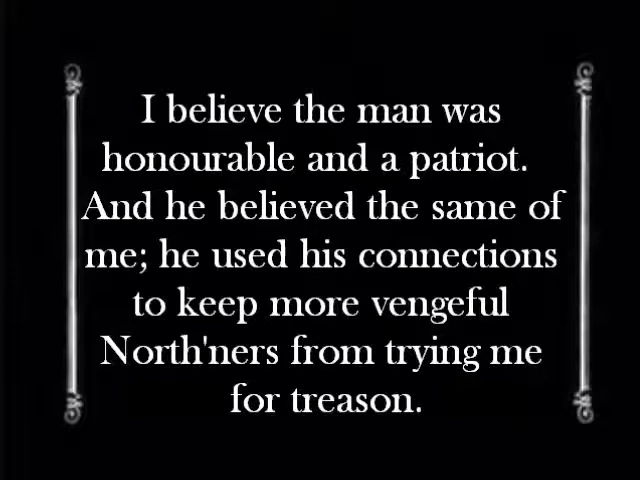 I believe the man was
honourable and a patriot.
And he believed the same of
me; he used his connections
to keep more vengeful
North'ners from trying me
for treason.